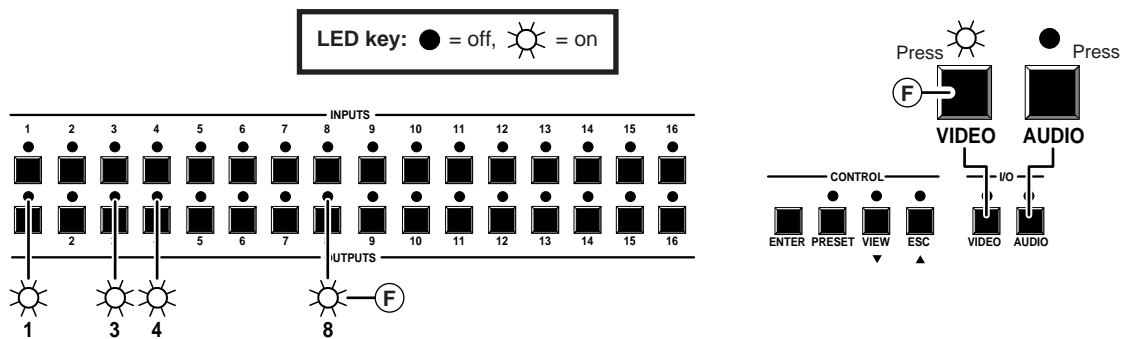 LED key: ● = off, ☼ = on
Press
Press
F
VIDEO AUDIO
INPUTS
1 2 3 4 5 6 7 8 9 10 11 12 13 14 15 16
CONTROL
I/O
ENTER PRESET VIEW ESC VIDEO AUDIO
▼ ▲
2 5 6 7 9 10 11 12 13 14 15 16
OUTPUTS
F
1 3 4 8